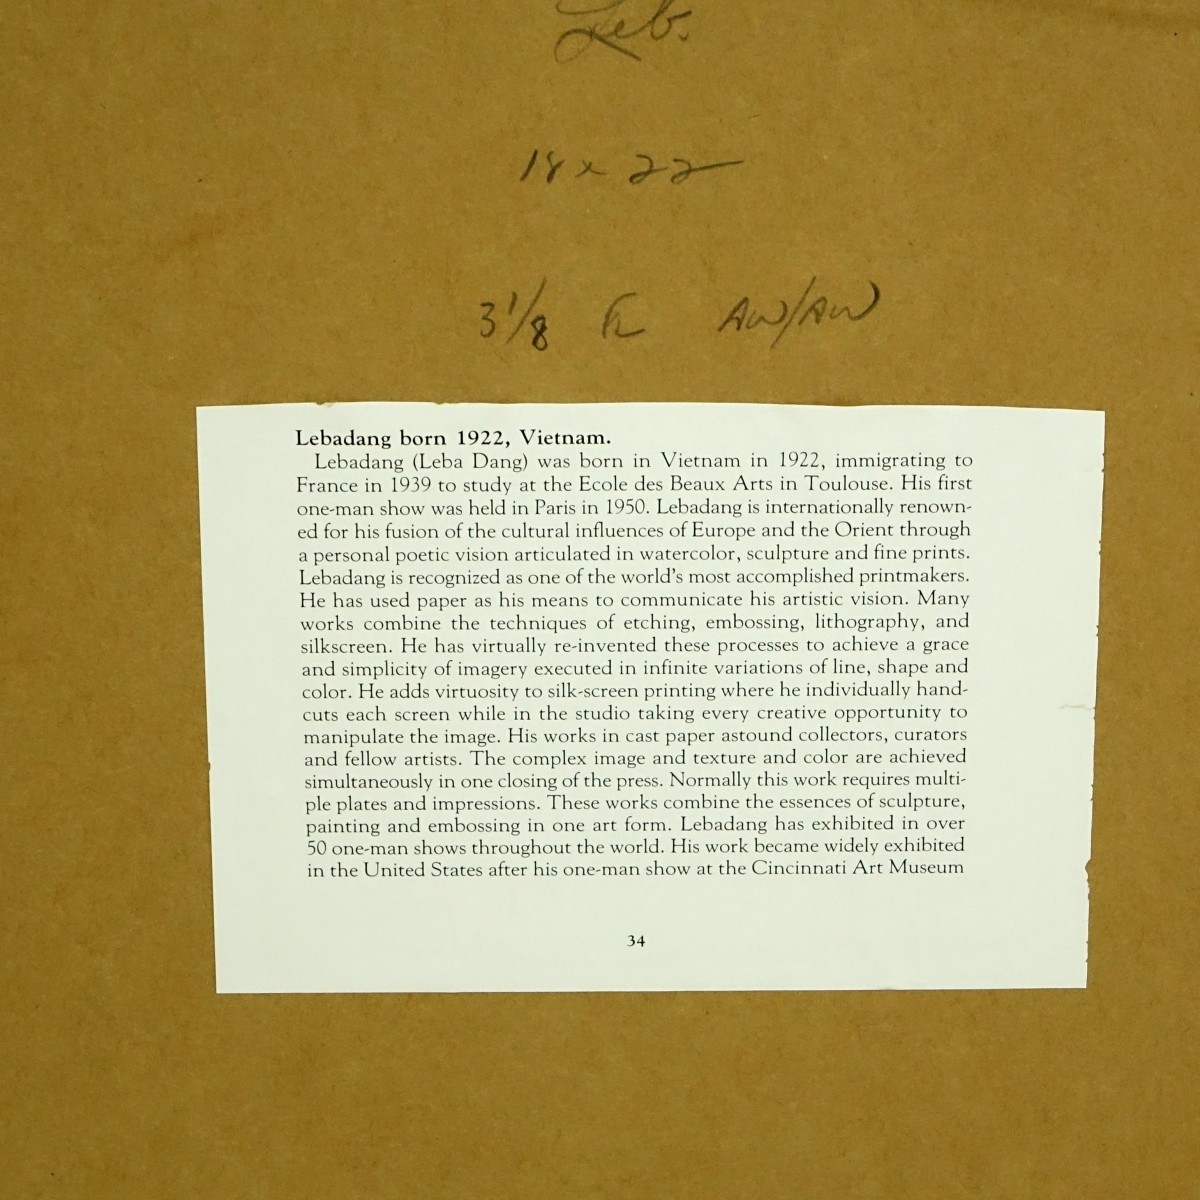 Leb.
18 x 22
3 1/8 AW/AW
Lebadang born 1922, Vietnam.
Lebadang (Leba Dang) was born in Vietnam in 1922, immigrating to
France in 1939 to study at the Ecole des Beaux Arts in Toulouse. His first
one-man show was held in Paris in 1950. Lebadang is internationally renown-
ed for his fusion of the cultural influences of Europe and the Orient through
a personal poetic vision articulated in watercolor, sculpture and fine prints.
Lebadang is recognized as one of the world's most accomplished printmakers.
He has used paper as his means to communicate his artistic vision. Many
works combine the techniques of etching, embossing, lithography, and
silkscreen. He has virtually re-invented these processes to achieve a grace
and simplicity of imagery executed in infinite variations of line, shape and
color. He adds virtuosity to silk-screen printing where he individually hand-
cuts each screen while in the studio taking every creative opportunity to
manipulate the image. His works in cast paper astound collectors, curators
and fellow artists. The complex image and texture and color are achieved
simultaneously in one closing of the press. Normally this work requires multi-
ple plates and impressions. These works combine the essences of sculpture,
painting and embossing in one art form. Lebadang has exhibited in over
50 one-man shows throughout the world. His work became widely exhibited
in the United States after his one-man show at the Cincinnati Art Museum
34